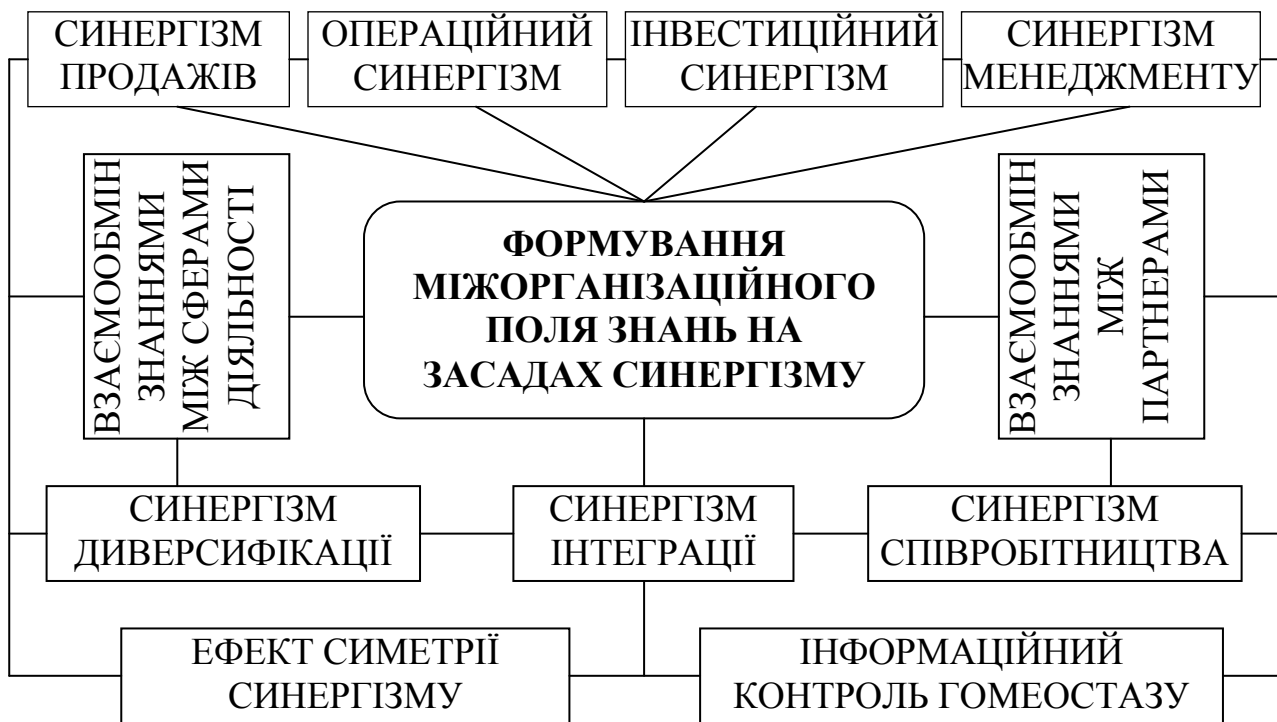 СИНЕРГІЗМ
ПРОДАЖІВ
ОПЕРАЦІЙНИЙ
СИНЕРГІЗМ
ІНВЕСТИЦІЙНИЙ
СИНЕРГІЗМ
СИНЕРГІЗМ
МЕНЕДЖМЕНТУ
ВЗАЄМООБМІН
ЗНАННЯМИ
МІЖ СФЕРАМИ
ДІЯЛЬНОСТІ
ФОРМУВАННЯ
МІЖОРГАНІЗАЦІЙНОГО
ПОЛЯ ЗНАНЬ НА
ЗАСАДАХ СИНЕРГІЗМУ
ВЗАЄМООБМІН
ЗНАННЯМИ
МІЖ
ПАРТНЕРАМИ
СИНЕРГІЗМ
ДИВЕРСИФІКАЦІЇ
СИНЕРГІЗМ
ІНТЕГРАЦІЇ
СИНЕРГІЗМ
СПІВРОБІТНИЦТВА
ЕФЕКТ СИМЕТРІЇ
СИНЕРГІЗМУ
ІНФОРМАЦІЙНИЙ
КОНТРОЛЬ ГОМЕОСТАЗУ